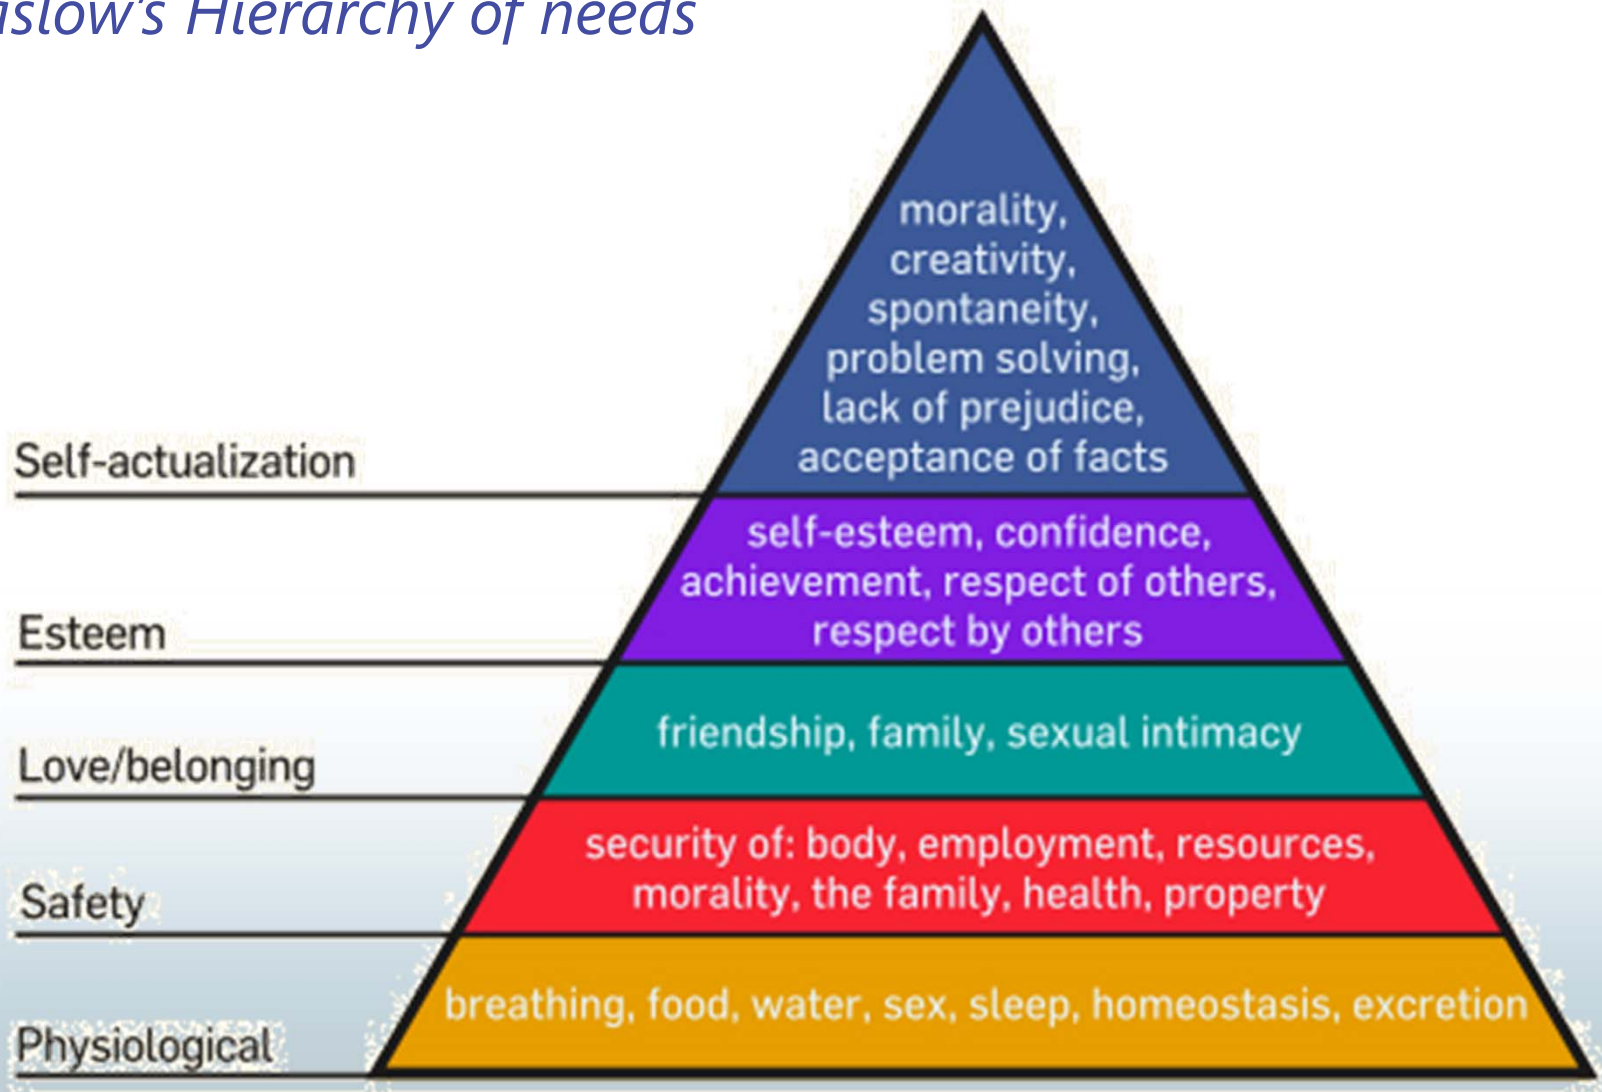 aslow's Hierarchy of needs
morality,
creativity,
spontaneity,
problem solving,
lack of prejudice,
acceptance of facts
Self-actualization
self-esteem, confidence,
achievement, respect of others,
respect by others
Esteem
friendship, family, sexual intimacy
Love/belonging
security of: body, employment, resources,
morality, the family, health, property
Safety
breathing, food, water, sex, sleep, homeostasis, excretion
Physiological